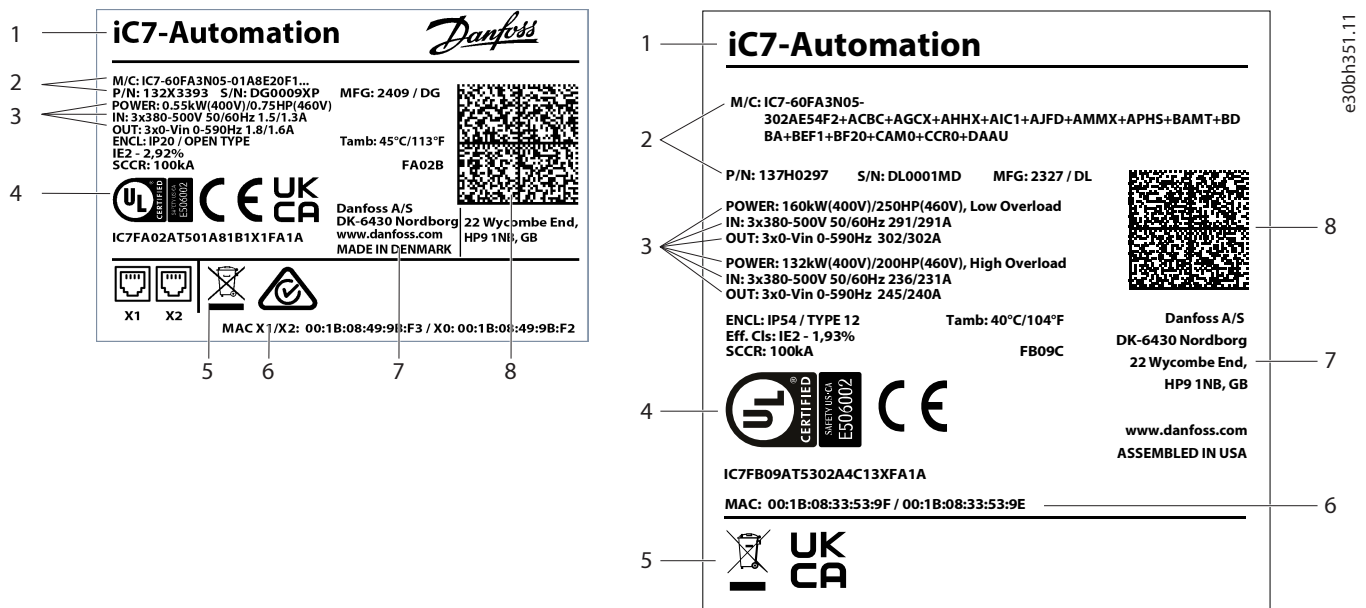 1
iC7-Automation
Danfoss
2
M/C: IC7-60FA3N05-01A8E20F1...
P/N: 132X3393 S/N: DG0009XP MFG: 2409 / DG
3
POWER: 0.55kW(400V)/0.75HP(460V)
IN: 3x380-500V 50/60Hz 1.5/1.3A
OUT: 3x0-Vin 0-590Hz 1.8/1.6A
ENCL: IP20 / OPEN TYPE Tamb: 45°C/113°F
IE2 - 2,92% FA02B
SCCR: 100kA
4
UL
®
CERTIFIED
SAFETY US-CA
E506002
CE
UK
CA
IC7FA02AT501A81B1X1FA1A
Danfoss A/S
DK-6430 Nordborg
www.danfoss.com
MADE IN DENMARK
22 Wycombe End,
HP9 1NB, GB
X1 X2
MAC X1/X2: 00:1B:08:49:9B:F3 / X0: 00:1B:08:49:9B:F2
5 6 7 8
1
iC7-Automation
2
M/C: IC7-60FA3N05-
302AE54F2+ACBC+AGCX+AHHX+AIC1+AJFD+AMMX+APHS+BAMT+BD
BA+BEF1+BF20+CAM0+CCR0+DAAU
P/N: 137H0297 S/N: DL0001MD MFG: 2327 / DL
3
POWER: 160kW(400V)/250HP(460V), Low Overload
IN: 3x380-500V 50/60Hz 291/291A
OUT: 3x0-Vin 0-590Hz 302/302A
POWER: 132kW(400V)/200HP(460V), High Overload
IN: 3x380-500V 50/60Hz 236/231A
OUT: 3x0-Vin 0-590Hz 245/240A
8
ENCL: IP54 / TYPE 12 Tamb: 40°C/104°F
Eff. Cls: IE2 - 1,93%
SCCR: 100kA FB09C
Danfoss A/S
DK-6430 Nordborg
22 Wycombe End,
HP9 1NB, GB
7
4
UL
®
CERTIFIED
SAFETY US-CA
E506002
CE
www.danfoss.com
ASSEMBLED IN USA
IC7FB09AT5302A4C13XFA1A
MAC: 00:1B:08:33:53:9F / 00:1B:08:33:53:9E
6
5
UK
CA
e30bh351.11